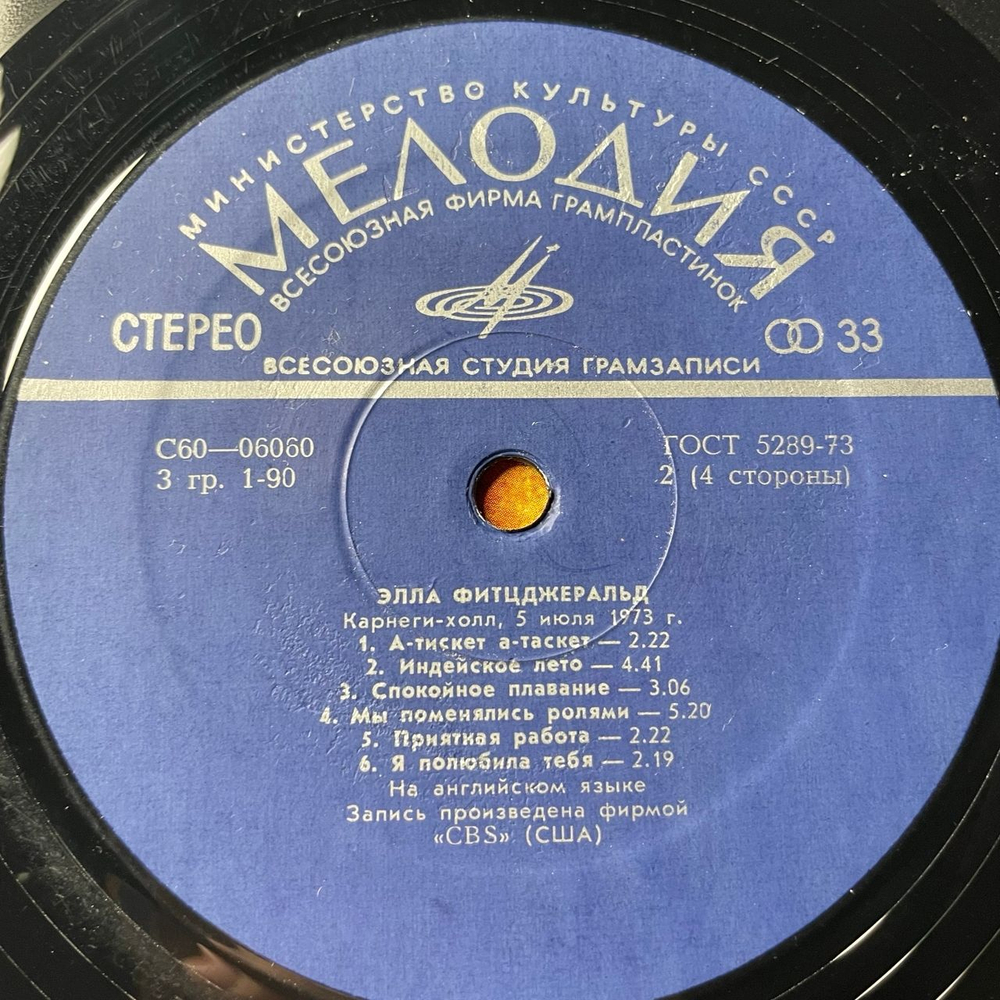 МИНИСТЕРСТВО КУЛЬТУРЫ СССР
МЕЛОДИЯ
ВСЕСОЮЗНАЯ ФИРМА ГРАМПЛАСТИНОК
СТЕРЕО
33
ВСЕСОЮЗНАЯ СТУДИЯ ГРАМЗАПИСИ
С60—06060
ГОСТ 5289-73
3 гр. 1-90
2 (4 стороны)
ЭЛЛА ФИТЦДЖЕРАЛЬД
Карнеги-холл, 5 июля 1973 г.
1. А-тискет а-таскет — 2.22
2. Индейское лето — 4.41
3. Спокойное плавание — 3.06
4. Мы поменялись ролями — 5.20
5. Приятная работа — 2.22
6. Я полюбила тебя — 2.19
На английском языке
Запись произведена фирмой
«CBS» (США)